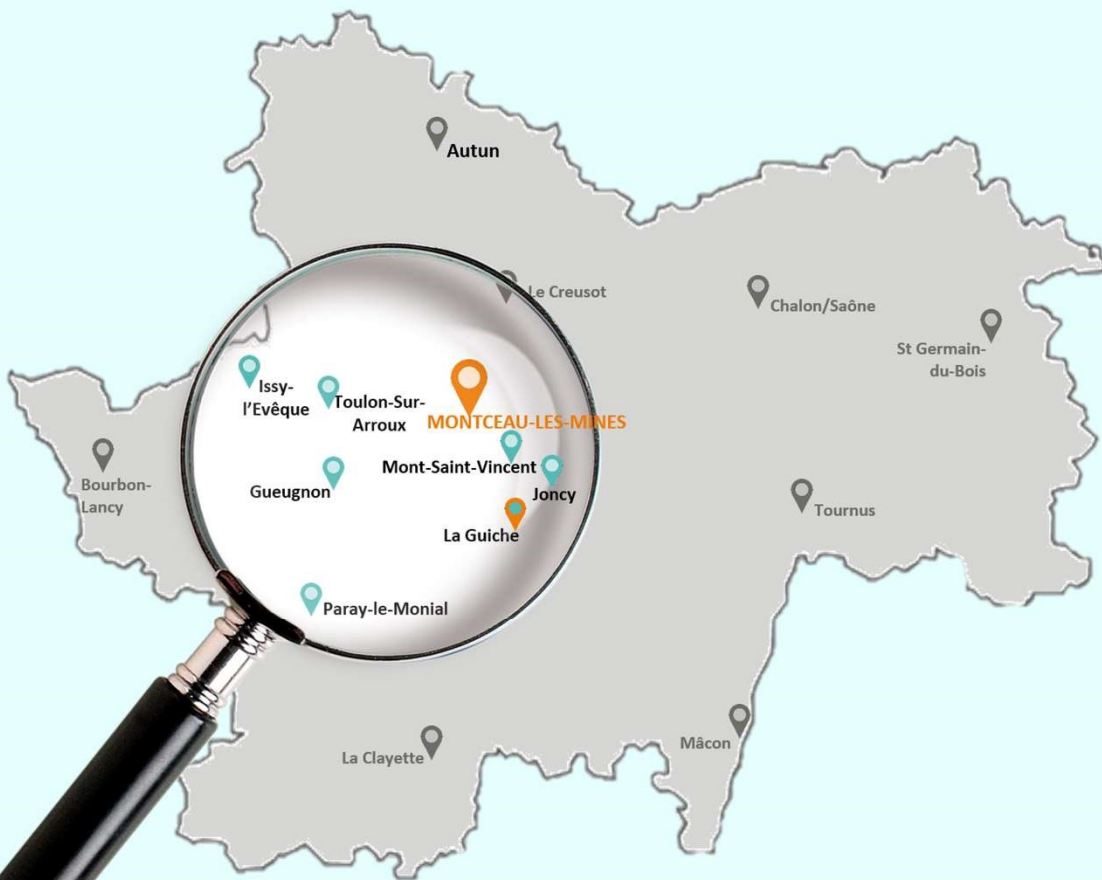 Autun
Le Creusot
Chalon/Saône
St Germain-
du-Bois
Issy-
l'Evêque
Toulon-Sur-
Arroux
MONTCEAU-LES-MINES
Mont-Saint-Vincent
Joncy
Bourbon-
Lancy
Gueugnon
Tournus
La Guiche
Paray-le-Monial
La Clayette
Mâcon